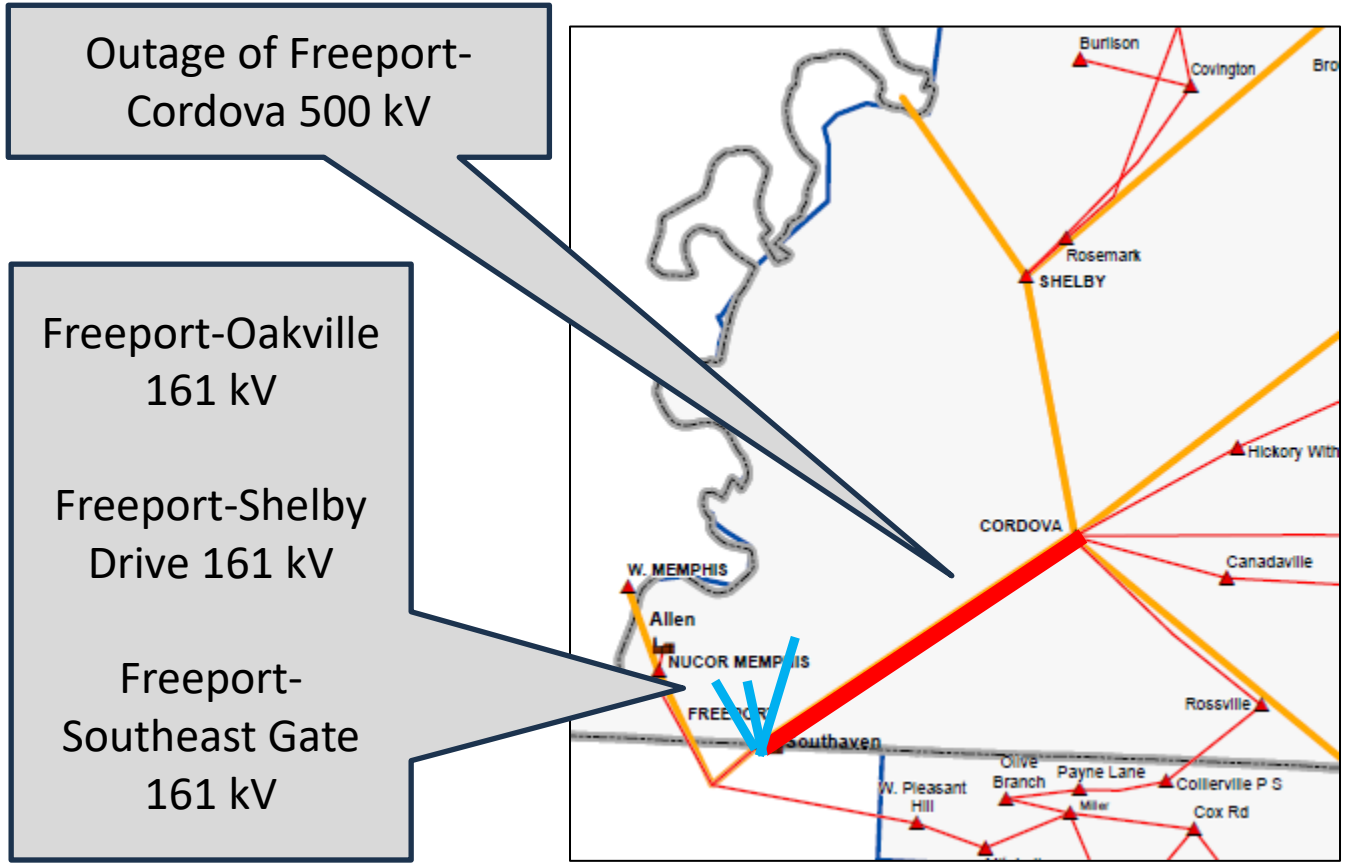 Outage of Freeport-
Cordova 500 kV
Freeport-Oakville
161 kV
Freeport-Shelby
Drive 161 kV
Freeport-
Southeast Gate
161 kV
Burlison
Covington
Bro
Rosemark
SHELBY
Hickory With
CORDOVA
Canadaville
W. MEMPHIS
Allen
NUCOR MEMPHIS
Rossville
FREEPORT
Southaven
Olive
Branch
Payne Lane
Collierville P S
W. Pleasant
Hill
Miller
Cox Rd